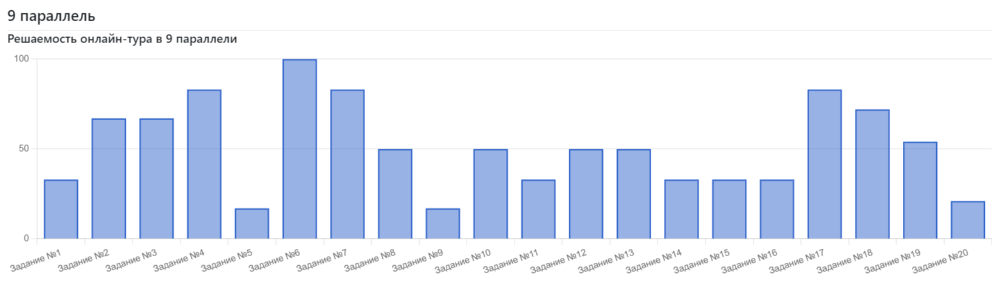 9 параллель
Решаемость онлайн-тура в 9 параллели
100
50
0
Задание №1
Задание №2
Задание №3
Задание №4
Задание №5
Задание №6
Задание №7
Задание №8
Задание №9
Задание №10
Задание №11
Задание №12
Задание №13
Задание №14
Задание №15
Задание №16
Задание №17
Задание №18
Задание №19
Задание №20